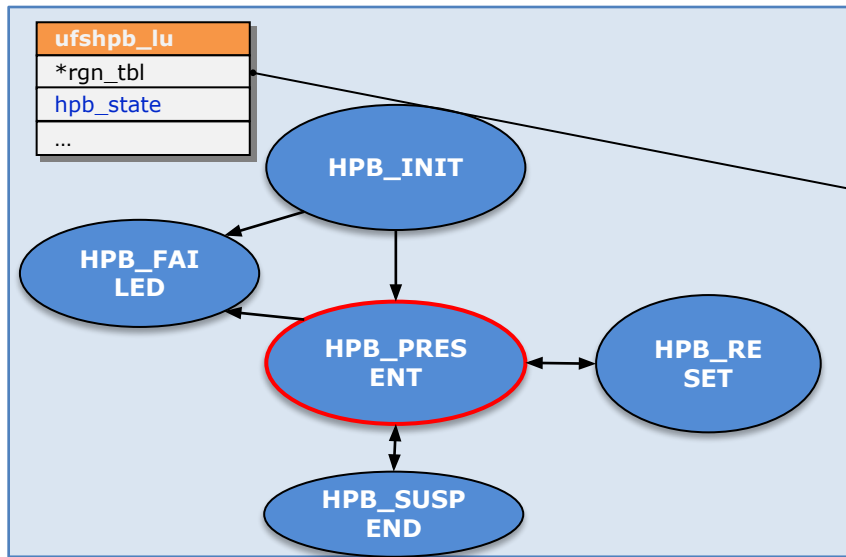 ufshpb_lu
*rgn_tbl
hpb_state
...
HPB_INIT
HPB_FAI
LED
HPB_PRES
ENT
HPB_RE
SET
HPB_SUSP
END